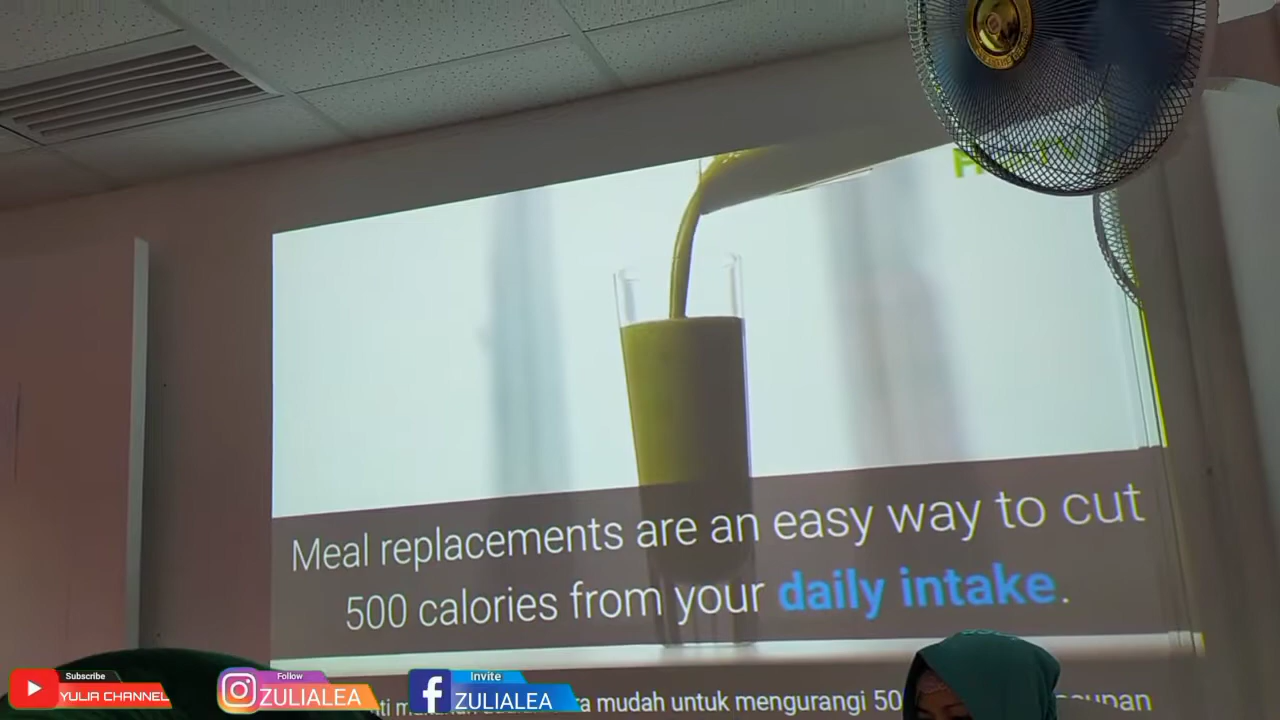 Meal replacements are an easy way to cut
500 calories from your daily intake.
mudah untuk mengurangi 50
Subscribe
YULIA CHANNEL
Follow
ZULIALEA
Invite
ZULIALEA